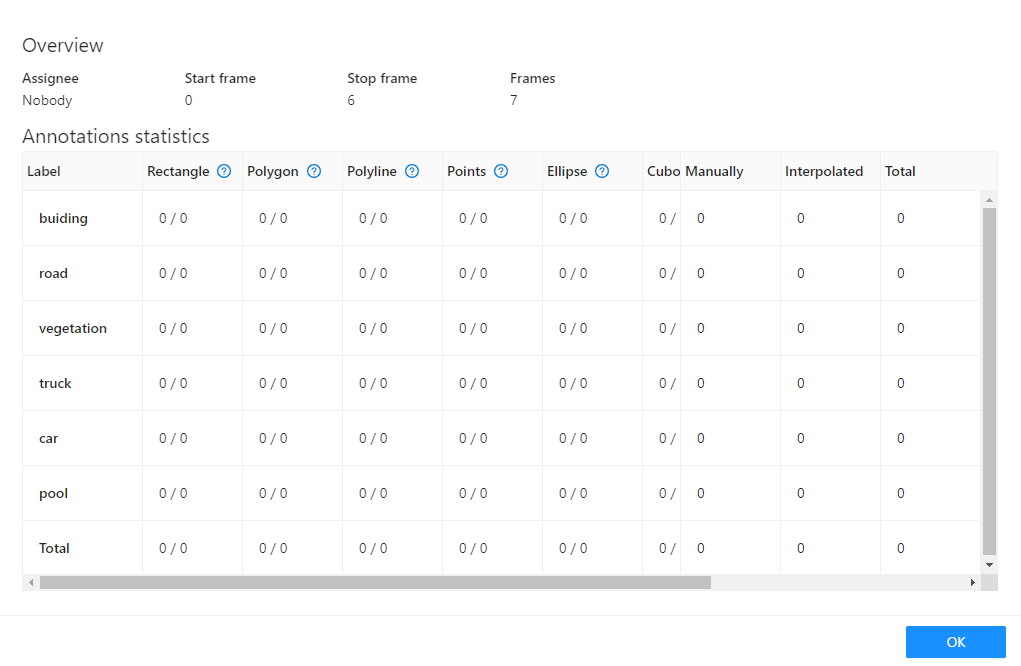 Overview
Assignee Start frame Stop frame Frames
Nobody 0 6 7
Annotations statistics
Label Rectangle ? Polygon ? Polyline ? Points ? Ellipse ? Cubo Manually Interpolated Total
buiding 0 / 0 0 / 0 0 / 0 0 / 0 0 / 0 0 / 0 0 0
road 0 / 0 0 / 0 0 / 0 0 / 0 0 / 0 0 / 0 0 0
vegetation 0 / 0 0 / 0 0 / 0 0 / 0 0 / 0 0 / 0 0 0
truck 0 / 0 0 / 0 0 / 0 0 / 0 0 / 0 0 / 0 0 0
car 0 / 0 0 / 0 0 / 0 0 / 0 0 / 0 0 / 0 0 0
pool 0 / 0 0 / 0 0 / 0 0 / 0 0 / 0 0 / 0 0 0
Total 0 / 0 0 / 0 0 / 0 0 / 0 0 / 0 0 / 0 0 0
OK